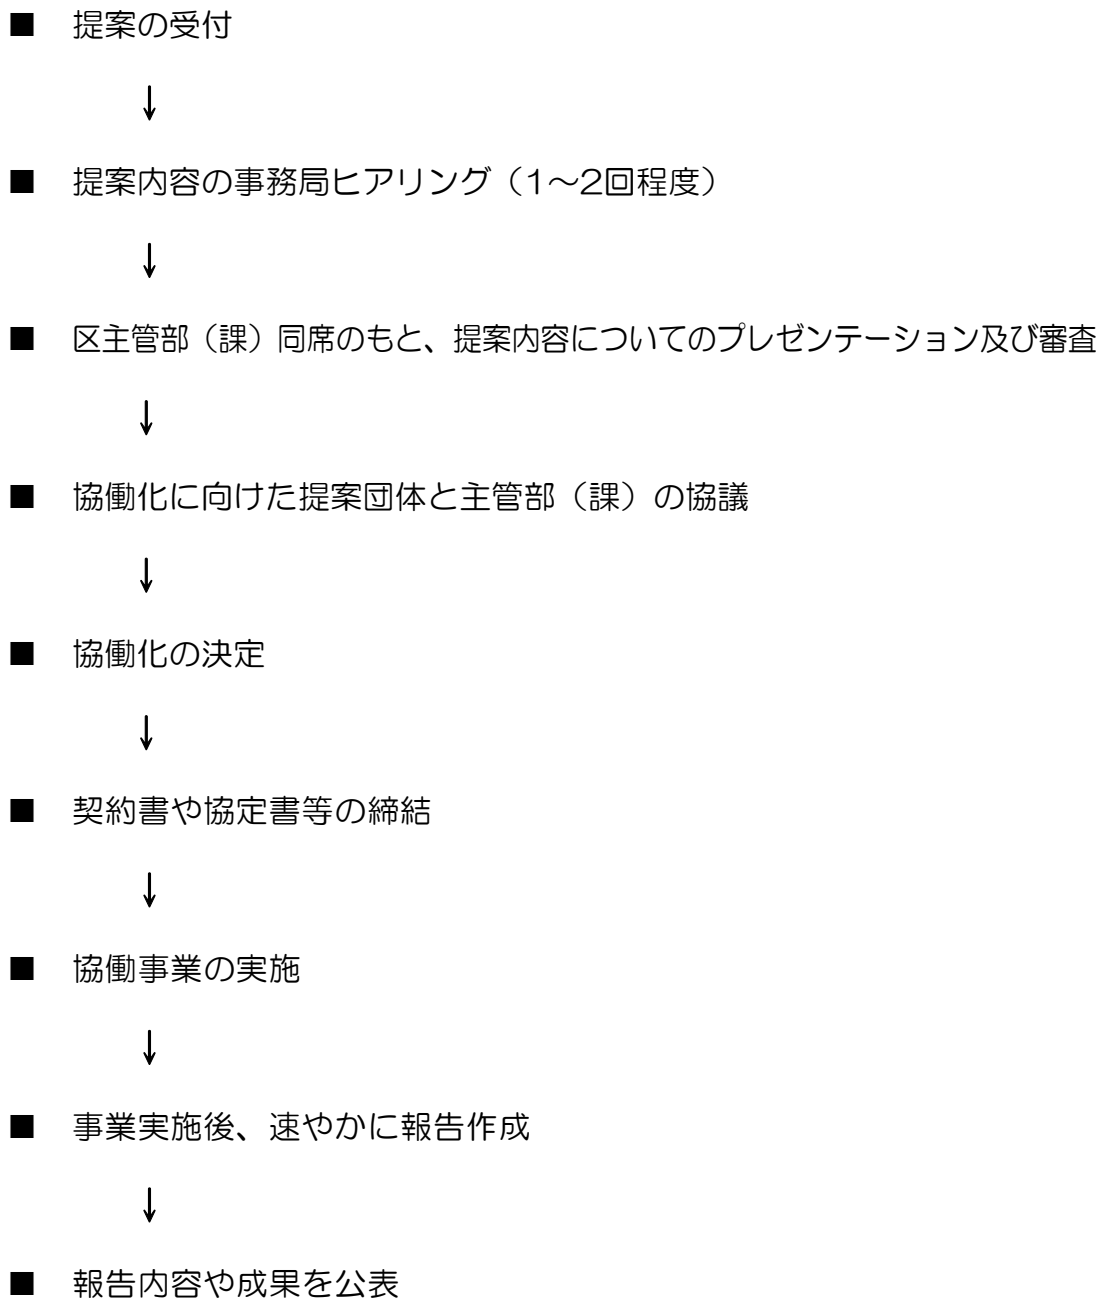 ■ 提案の受付
↓
■ 提案内容の事務局ヒアリング（1～2回程度）
↓
■ 区主管部（課）同席のもと、提案内容についてのプレゼンテーション及び審査
↓
■ 協働化に向けた提案団体と主管部（課）の協議
↓
■ 協働化の決定
↓
■ 契約書や協定書等の締結
↓
■ 協働事業の実施
↓
■ 事業実施後、速やかに報告作成
↓
■ 報告内容や成果を公表